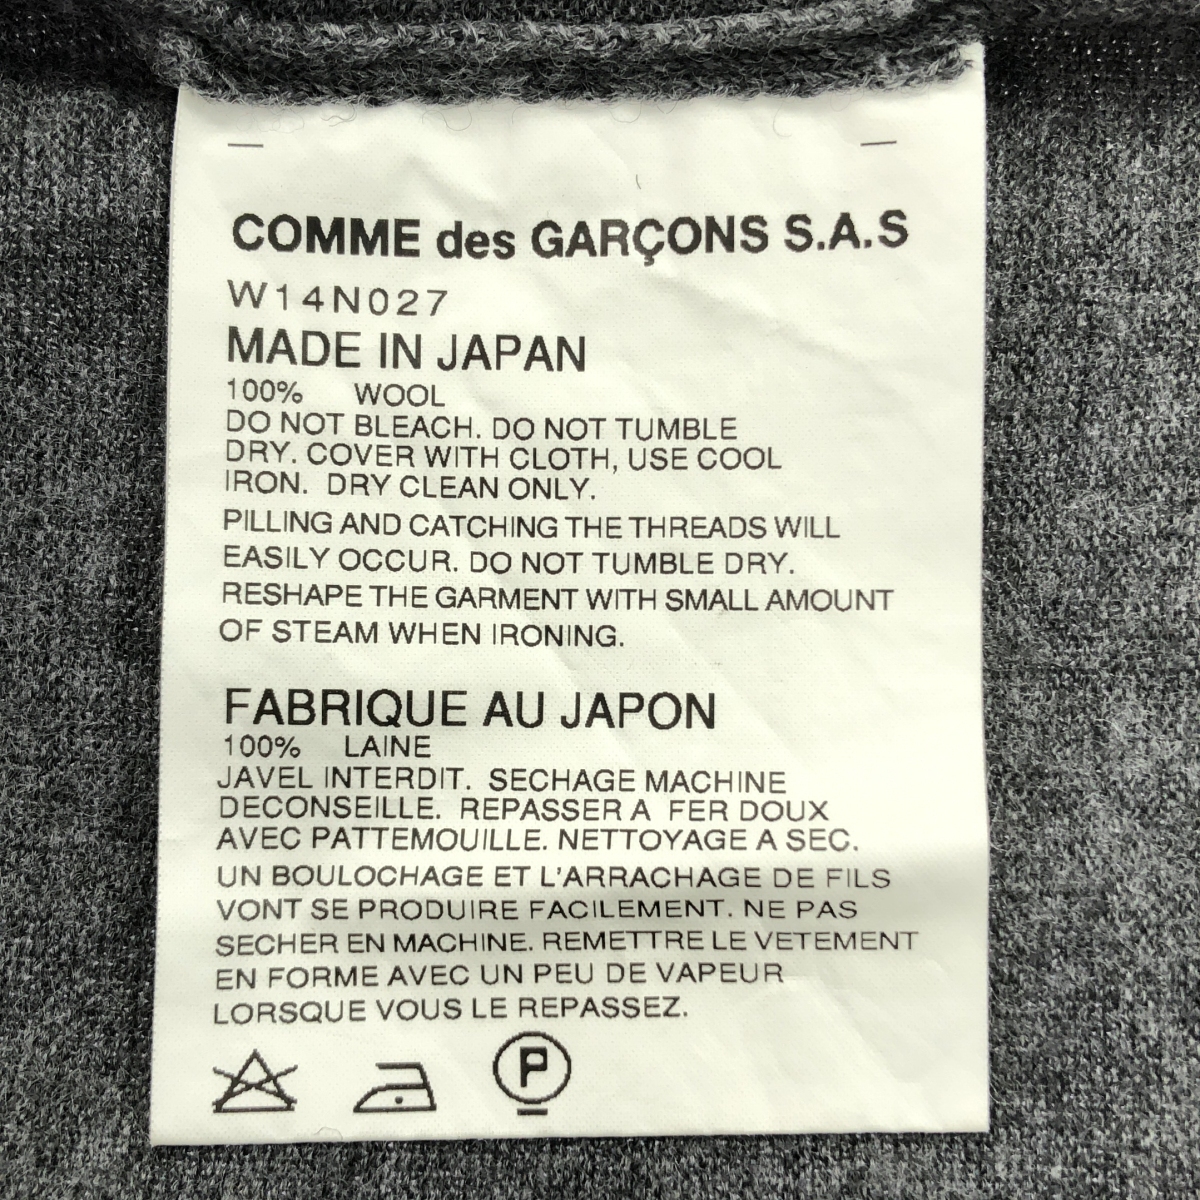 COMME des GARÇONS S.A.S
W14N027
MADE IN JAPAN
100% WOOL
DO NOT BLEACH. DO NOT TUMBLE
DRY. COVER WITH CLOTH, USE COOL
IRON. DRY CLEAN ONLY.
PILLING AND CATCHING THE THREADS WILL
EASILY OCCUR. DO NOT TUMBLE DRY.
RESHAPE THE GARMENT WITH SMALL AMOUNT
OF STEAM WHEN IRONING.
FABRIQUE AU JAPON
100% LAINE
JAVEL INTERDIT. SECHAGE MACHINE
DECONSEILLE. REPASSER A FER DOUX
AVEC PATTEMOUILLE. NETTOYAGE A SEC.
UN BOULOCHAGE ET L'ARRACHAGE DE FILS
VONT SE PRODUIRE FACILEMENT. NE PAS
SECHER EN MACHINE. REMETTRE LE VETEMENT
EN FORME AVEC UN PEU DE VAPEUR
LORSQUE VOUS LE REPASSEZ.
P